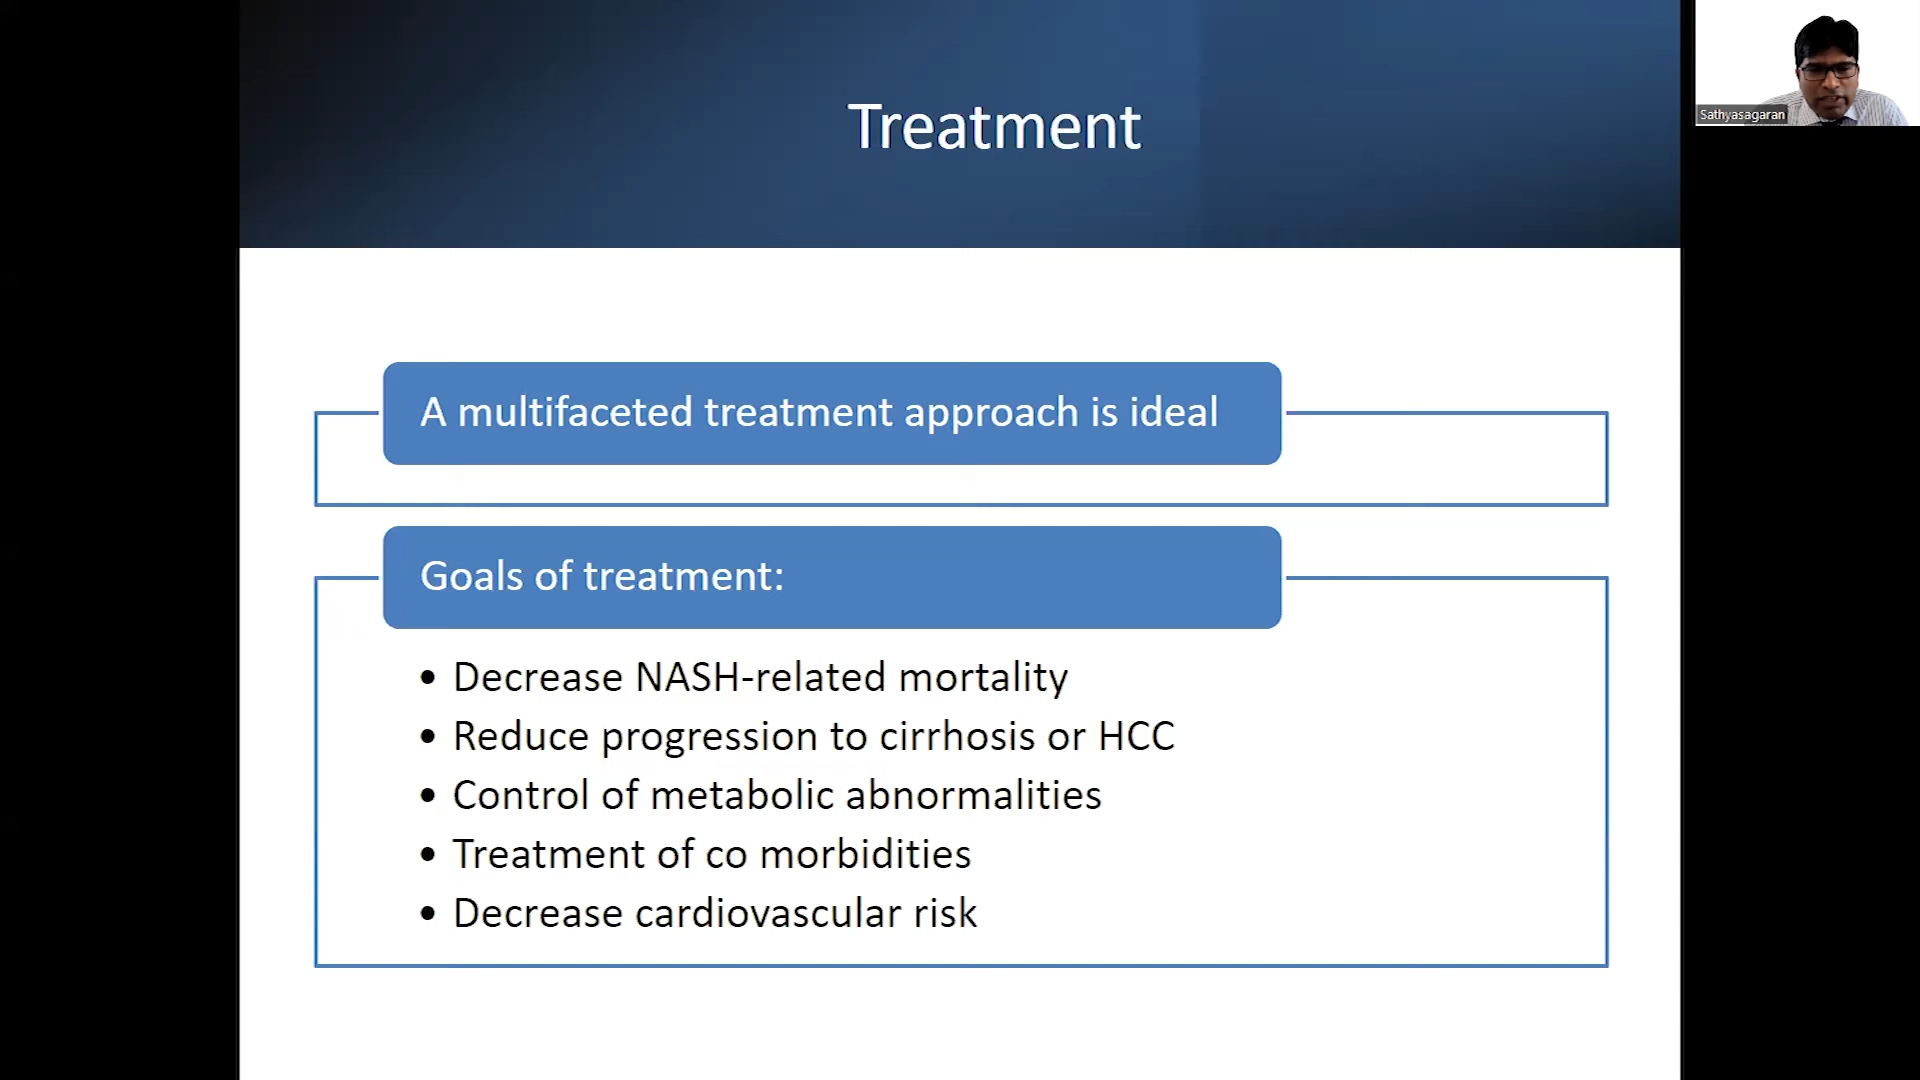 Treatment
Sathyasagaran
A multifaceted treatment approach is ideal
Goals of treatment:
• Decrease NASH-related mortality
• Reduce progression to cirrhosis or HCC
• Control of metabolic abnormalities
• Treatment of co morbidities
• Decrease cardiovascular risk